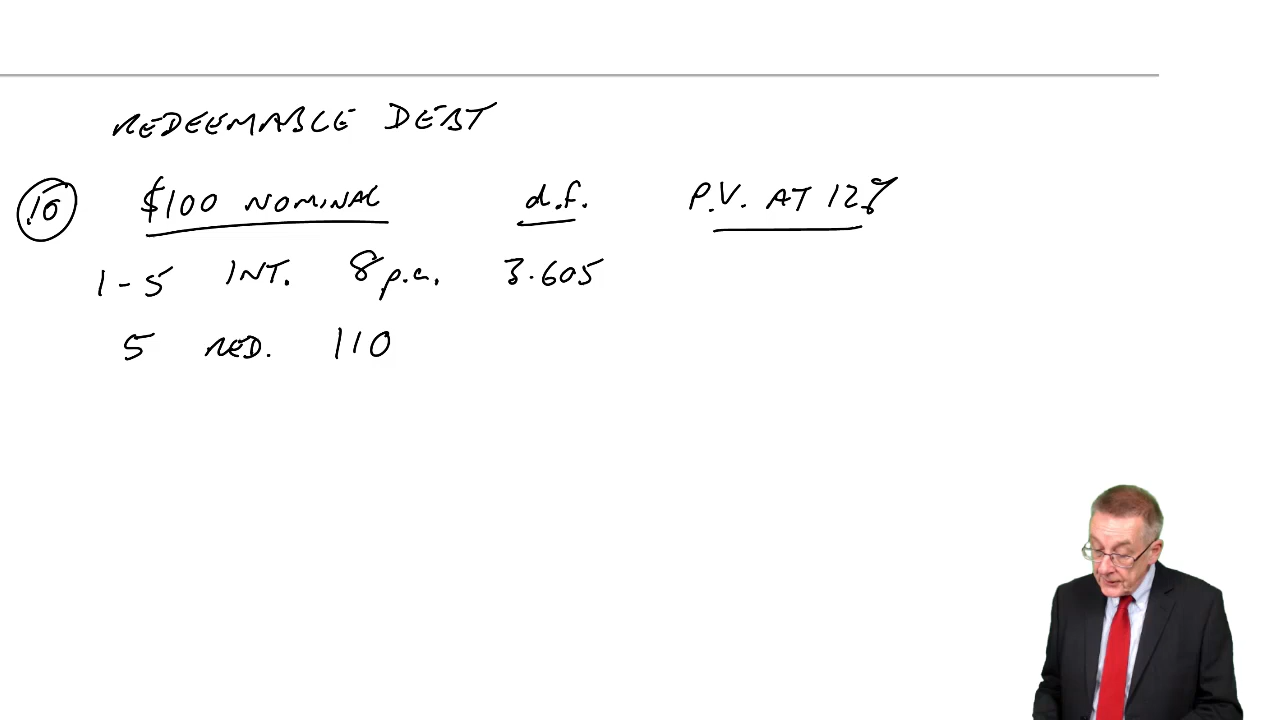 REDEEMABLE DEBT
10 $100 NOMINAL d.f. P.V. AT 12%
1-5 INT. 8 p.a. 3.605
5 RED. 110